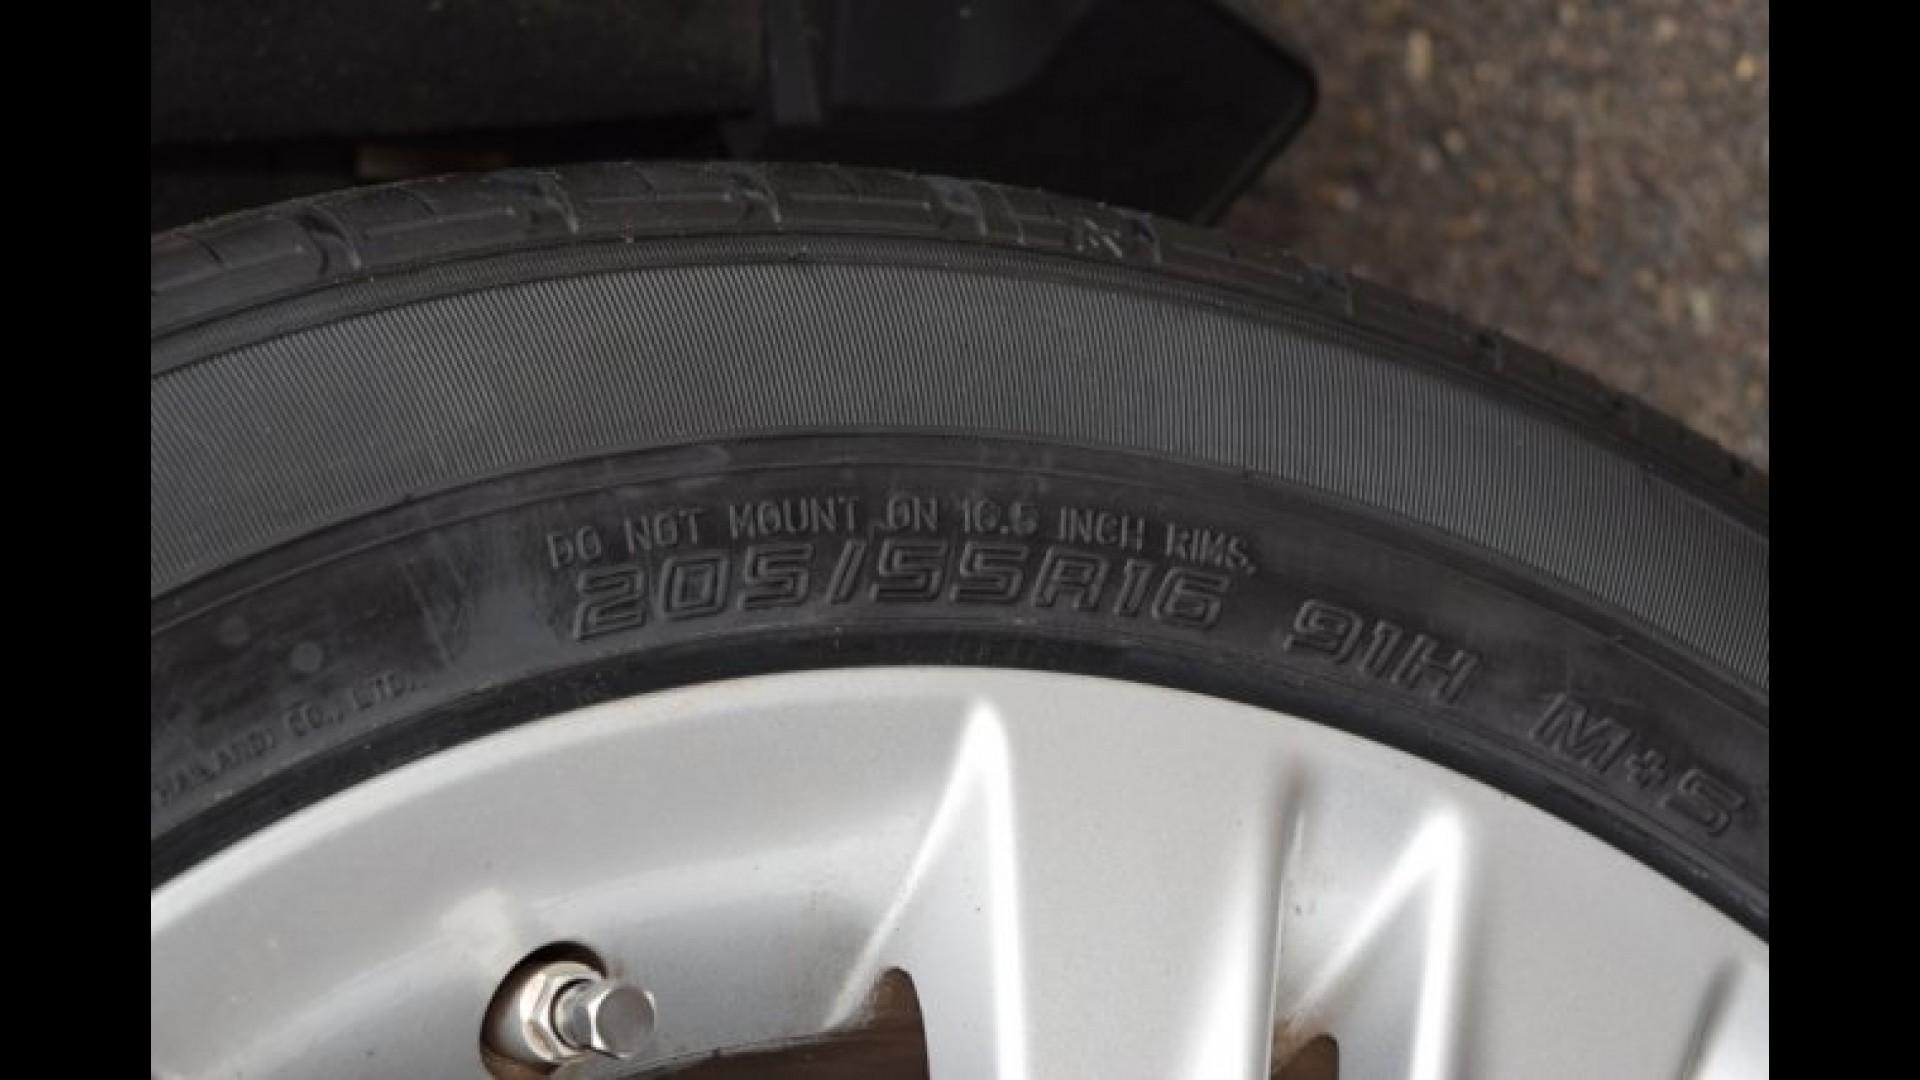 DO NOT MOUNT ON 16.5 INCH RIMS.
205/55R16 91H M+S
CO., LTD.